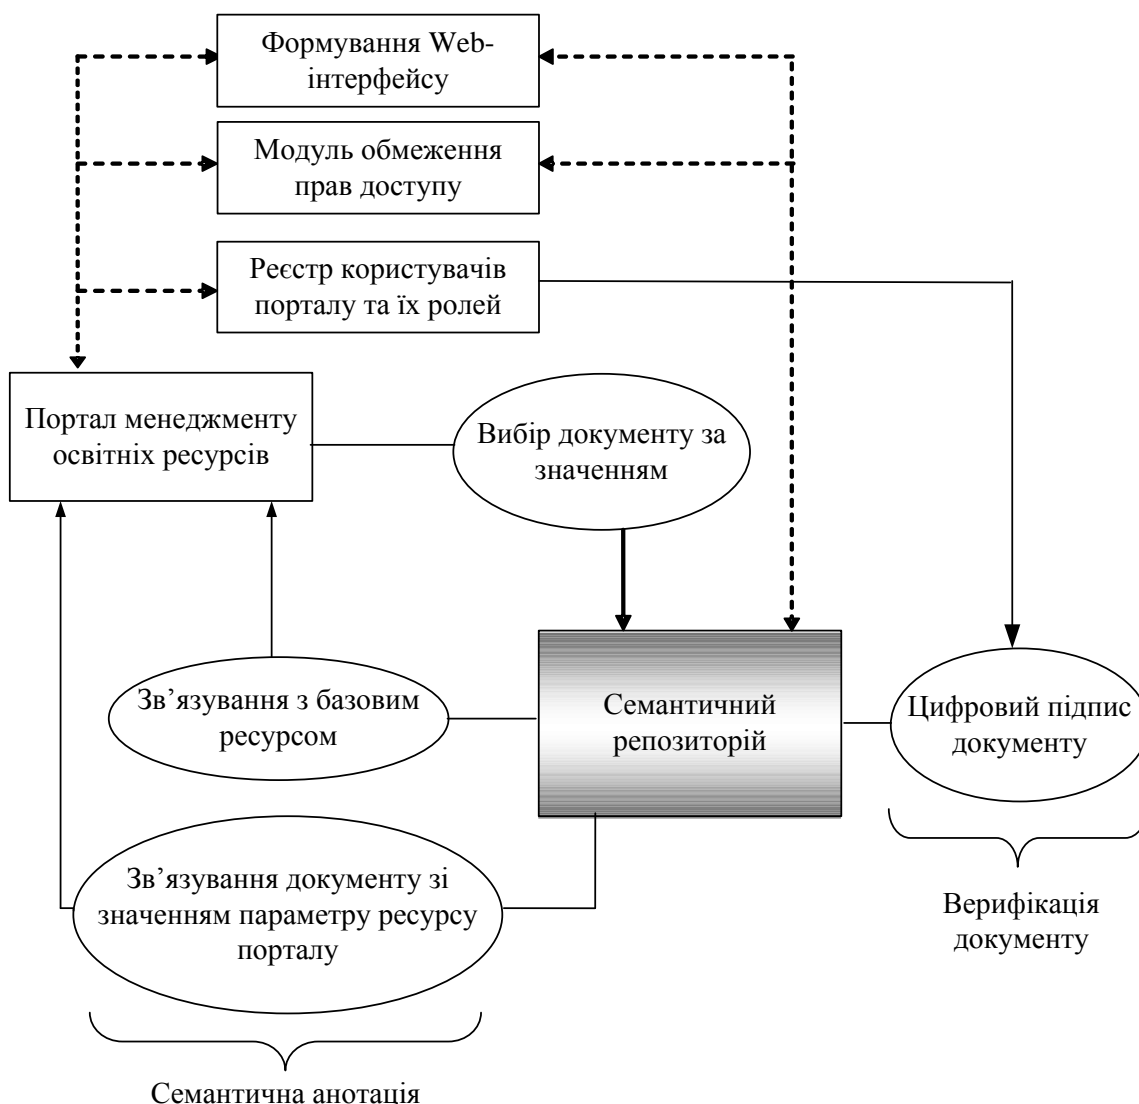 Формування Web-
інтерфейсу
Модуль обмеження
прав доступу
Реєстр користувачів
порталу та їх ролей
Портал менеджменту
освітніх ресурсів
Вибір документу за
значенням
Зв’язування з базовим
ресурсом
Семантичний
репозиторій
Цифровий підпис
документу
Зв’язування документу зі
значенням параметру ресурсу
порталу
Верифікація
документу
Семантична анотація